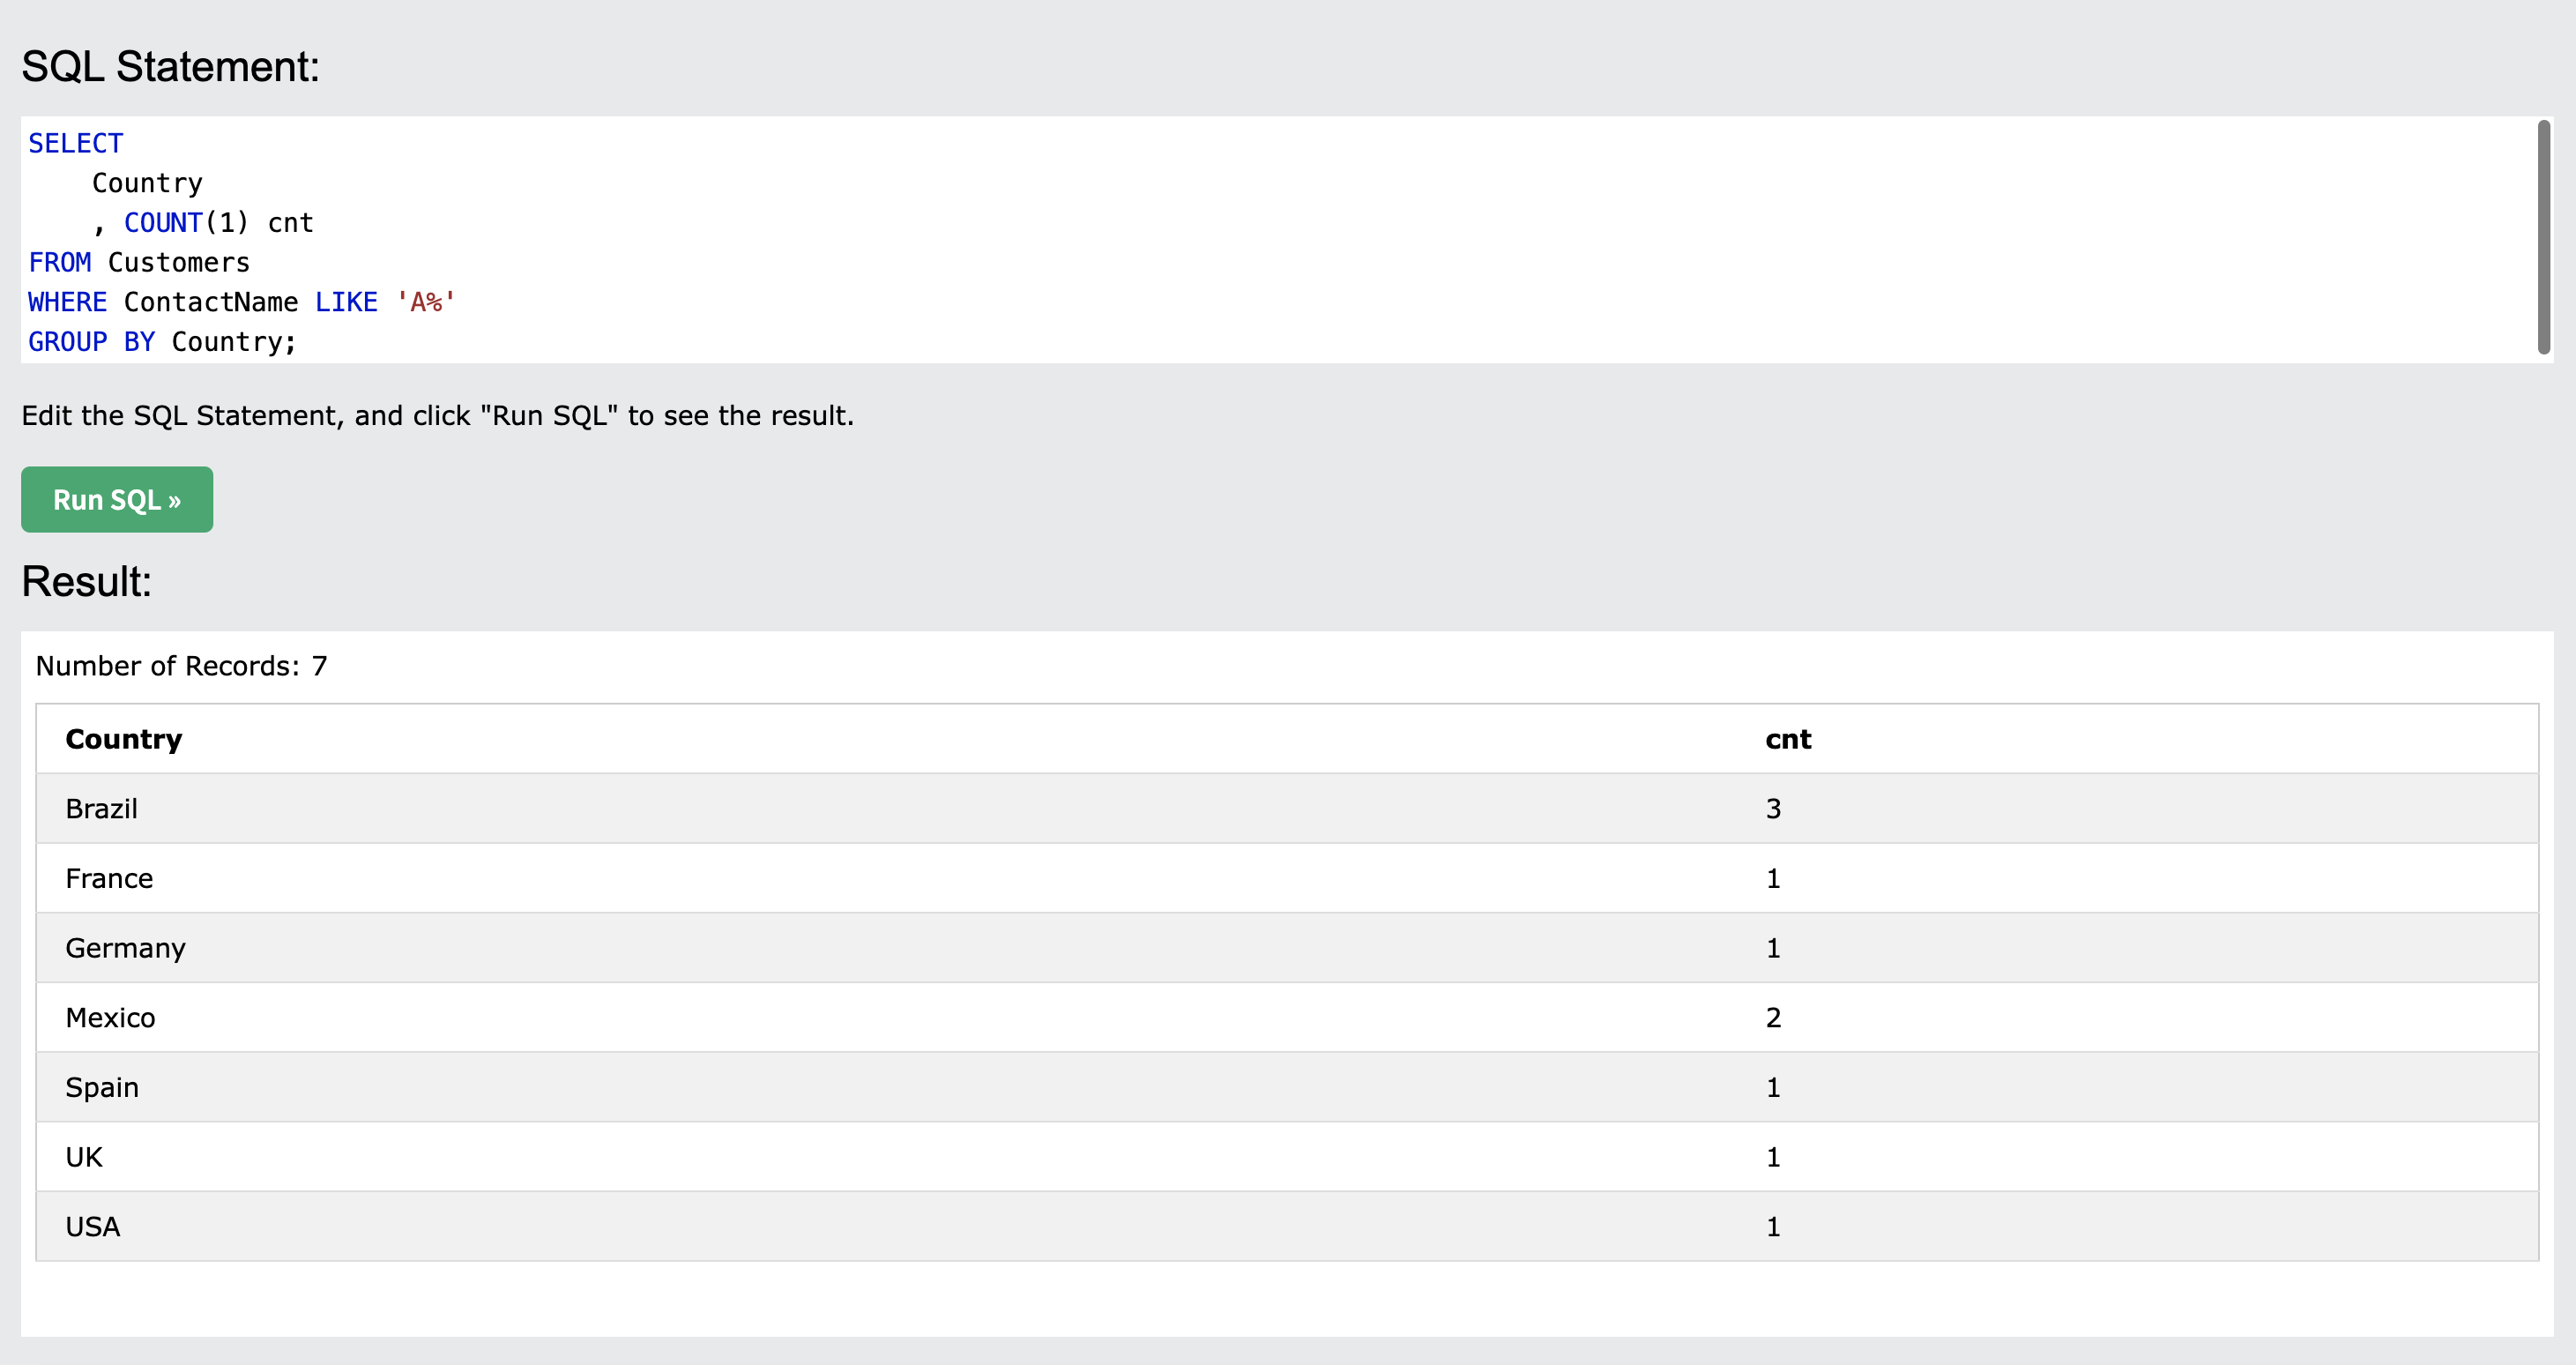 SQL Statement:
SELECT
    Country
    , COUNT(1) cnt
FROM Customers
WHERE ContactName LIKE 'A%'
GROUP BY Country;
Edit the SQL Statement, and click "Run SQL" to see the result.
Run SQL »
Result:
Number of Records: 7
Country cnt
Brazil 3
France 1
Germany 1
Mexico 2
Spain 1
UK 1
USA 1